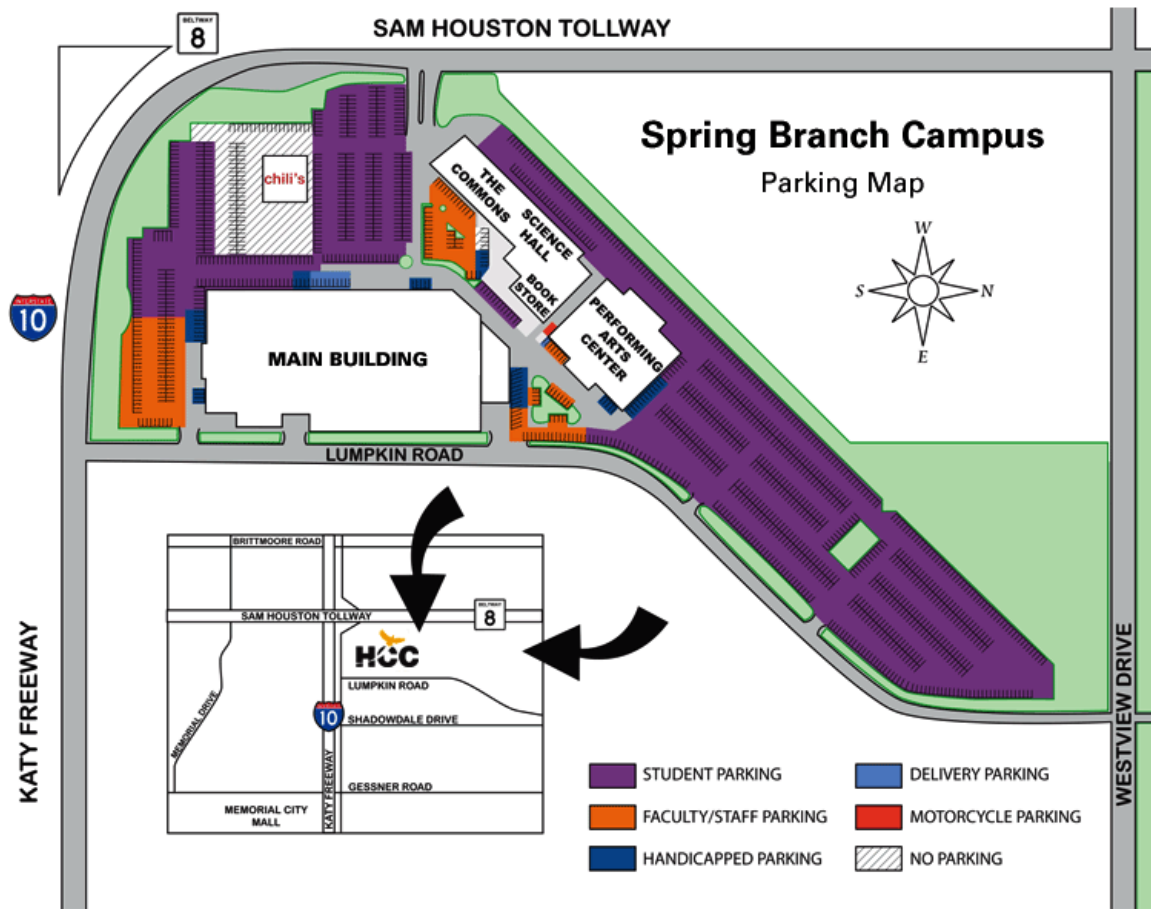 BELTWAY
8
SAM HOUSTON TOLLWAY
Spring Branch Campus
Parking Map
chili's
THE
COMMONS
SCIENCE
HALL
BOOK
STORE
PERFORMING
ARTS
CENTER
W
S
N
E
INTERSTATE
10
MAIN BUILDING
LUMPKIN ROAD
KATY FREEWAY
WESTVIEW DRIVE
BRITTMOORE ROAD
SAM HOUSTON TOLLWAY
BELTWAY
8
HCC
LUMPKIN ROAD
MEMORIAL DRIVE
INTERSTATE
10
SHADOWDALE DRIVE
KATY FREEWAY
GESSNER ROAD
MEMORIAL CITY
MALL
STUDENT PARKING
FACULTY/STAFF PARKING
HANDICAPPED PARKING
DELIVERY PARKING
MOTORCYCLE PARKING
NO PARKING